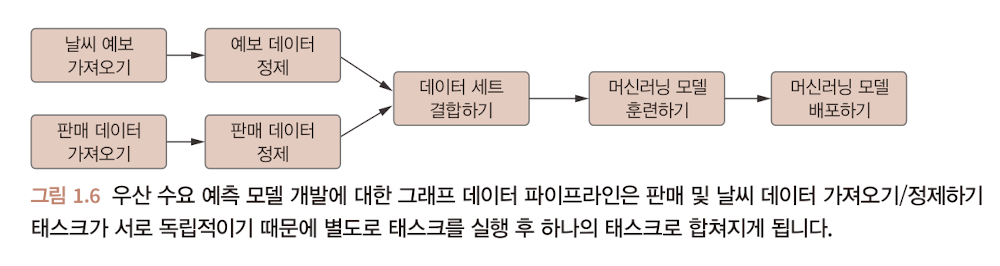 날씨 예보
가져오기
예보 데이터
정제
판매 데이터
가져오기
판매 데이터
정제
데이터 세트
결합하기
머신러닝 모델
훈련하기
머신러닝 모델
배포하기
그림 1.6 우산 수요 예측 모델 개발에 대한 그래프 데이터 파이프라인은 판매 및 날씨 데이터 가져오기/정제하기
태스크가 서로 독립적이기 때문에 별도로 태스크를 실행 후 하나의 태스크로 합쳐지게 됩니다.